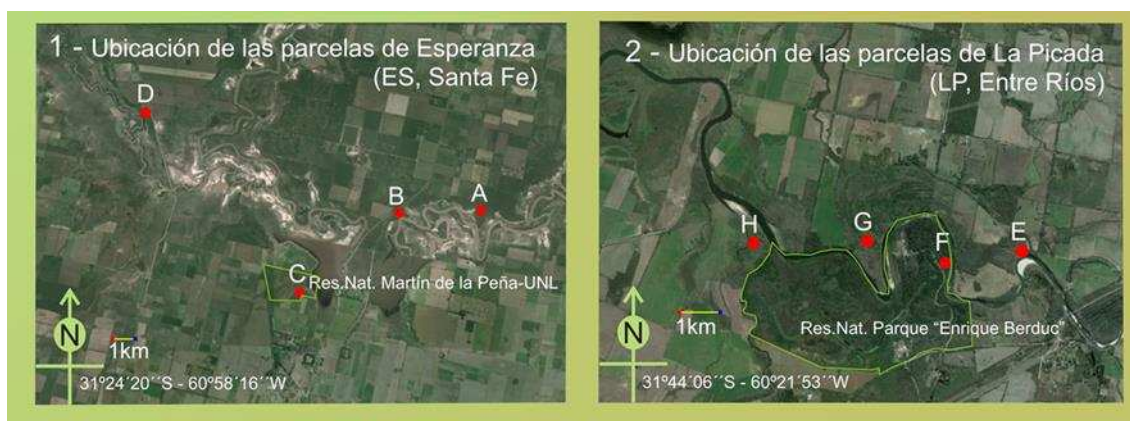 1 - Ubicación de las parcelas de Esperanza
(ES, Santa Fe)
D
B
A
C
Res.Nat. Martín de la Peña-UNL
N
1km
31º24´20´´S - 60º58´16´´W
2 - Ubicación de las parcelas de La Picada
(LP, Entre Ríos)
H
G
F
E
Res.Nat. Parque "Enrique Berduc"
N
1km
31º44´06´´S - 60º21´53´´W